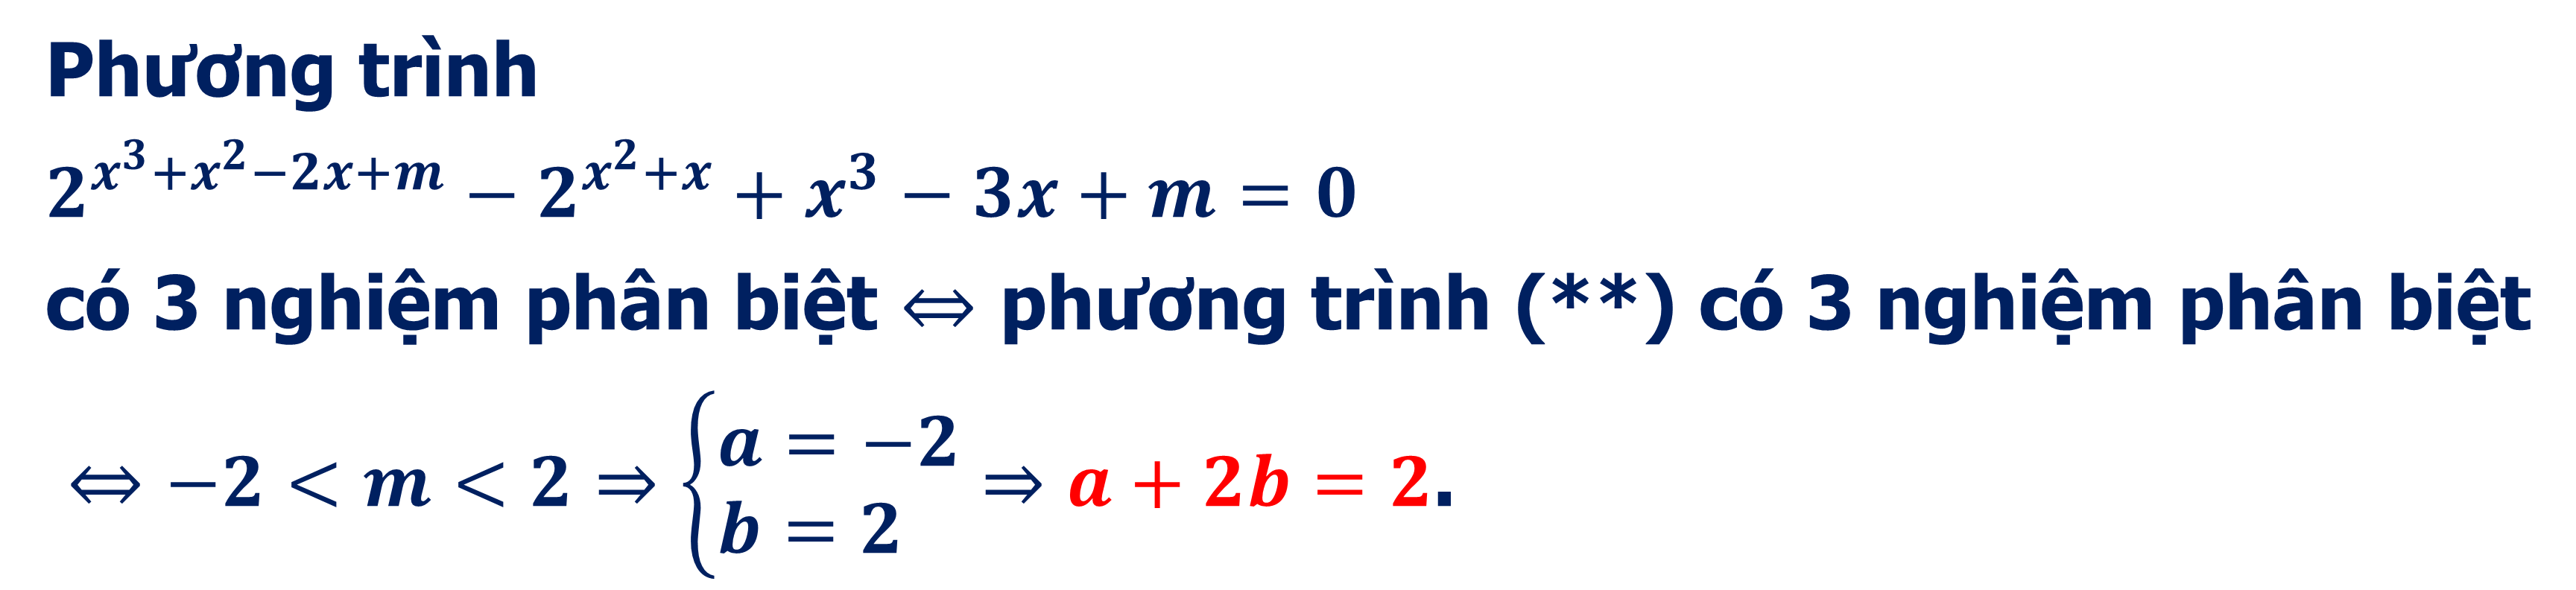 Phương trình
2^{x^3+x^2−2x+m} − 2^{x^2+x} + x^3 − 3x + m = 0
có 3 nghiệm phân biệt ⇔ phương trình (**) có 3 nghiệm phân biệt
⇔ −2 < m < 2 ⇒ { a = −2 b = 2 ⇒ a + 2b = 2.